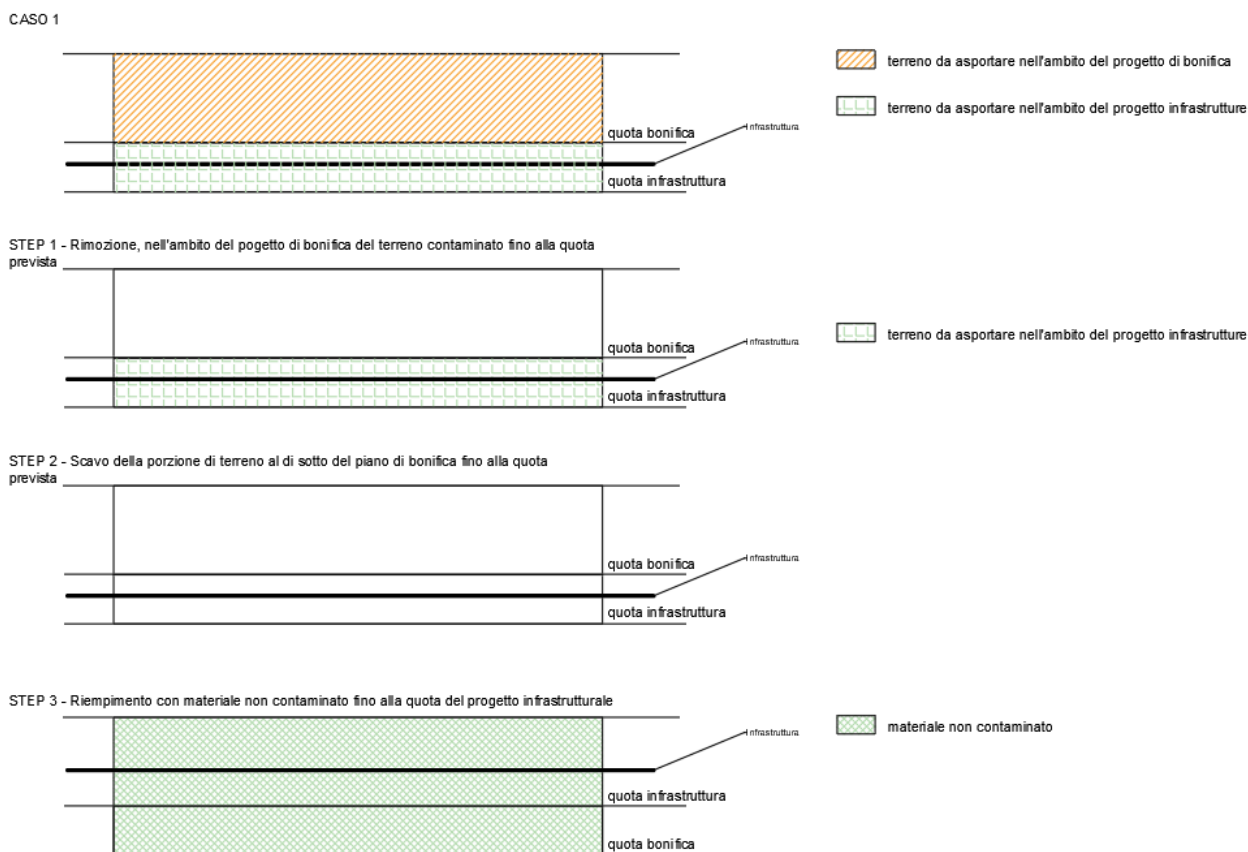 CASO 1
terreno da asportare nell'ambito del progetto di bonifica
terreno da asportare nell'ambito del progetto infrastrutture
quota bonifica
Infrastruttura
quota infrastruttura
STEP 1 - Rimozione, nell'ambito del pogetto di bonifica del terreno contaminato fino alla quota
prevista
quota bonifica
Infrastruttura
terreno da asportare nell'ambito del progetto infrastrutture
quota infrastruttura
STEP 2 - Scavo della porzione di terreno al di sotto del piano di bonifica fino alla quota
prevista
quota bonifica
Infrastruttura
quota infrastruttura
STEP 3 - Riempimento con materiale non contaminato fino alla quota del progetto infrastrutturale
Infrastruttura
materiale non contaminato
quota infrastruttura
quota bonifica